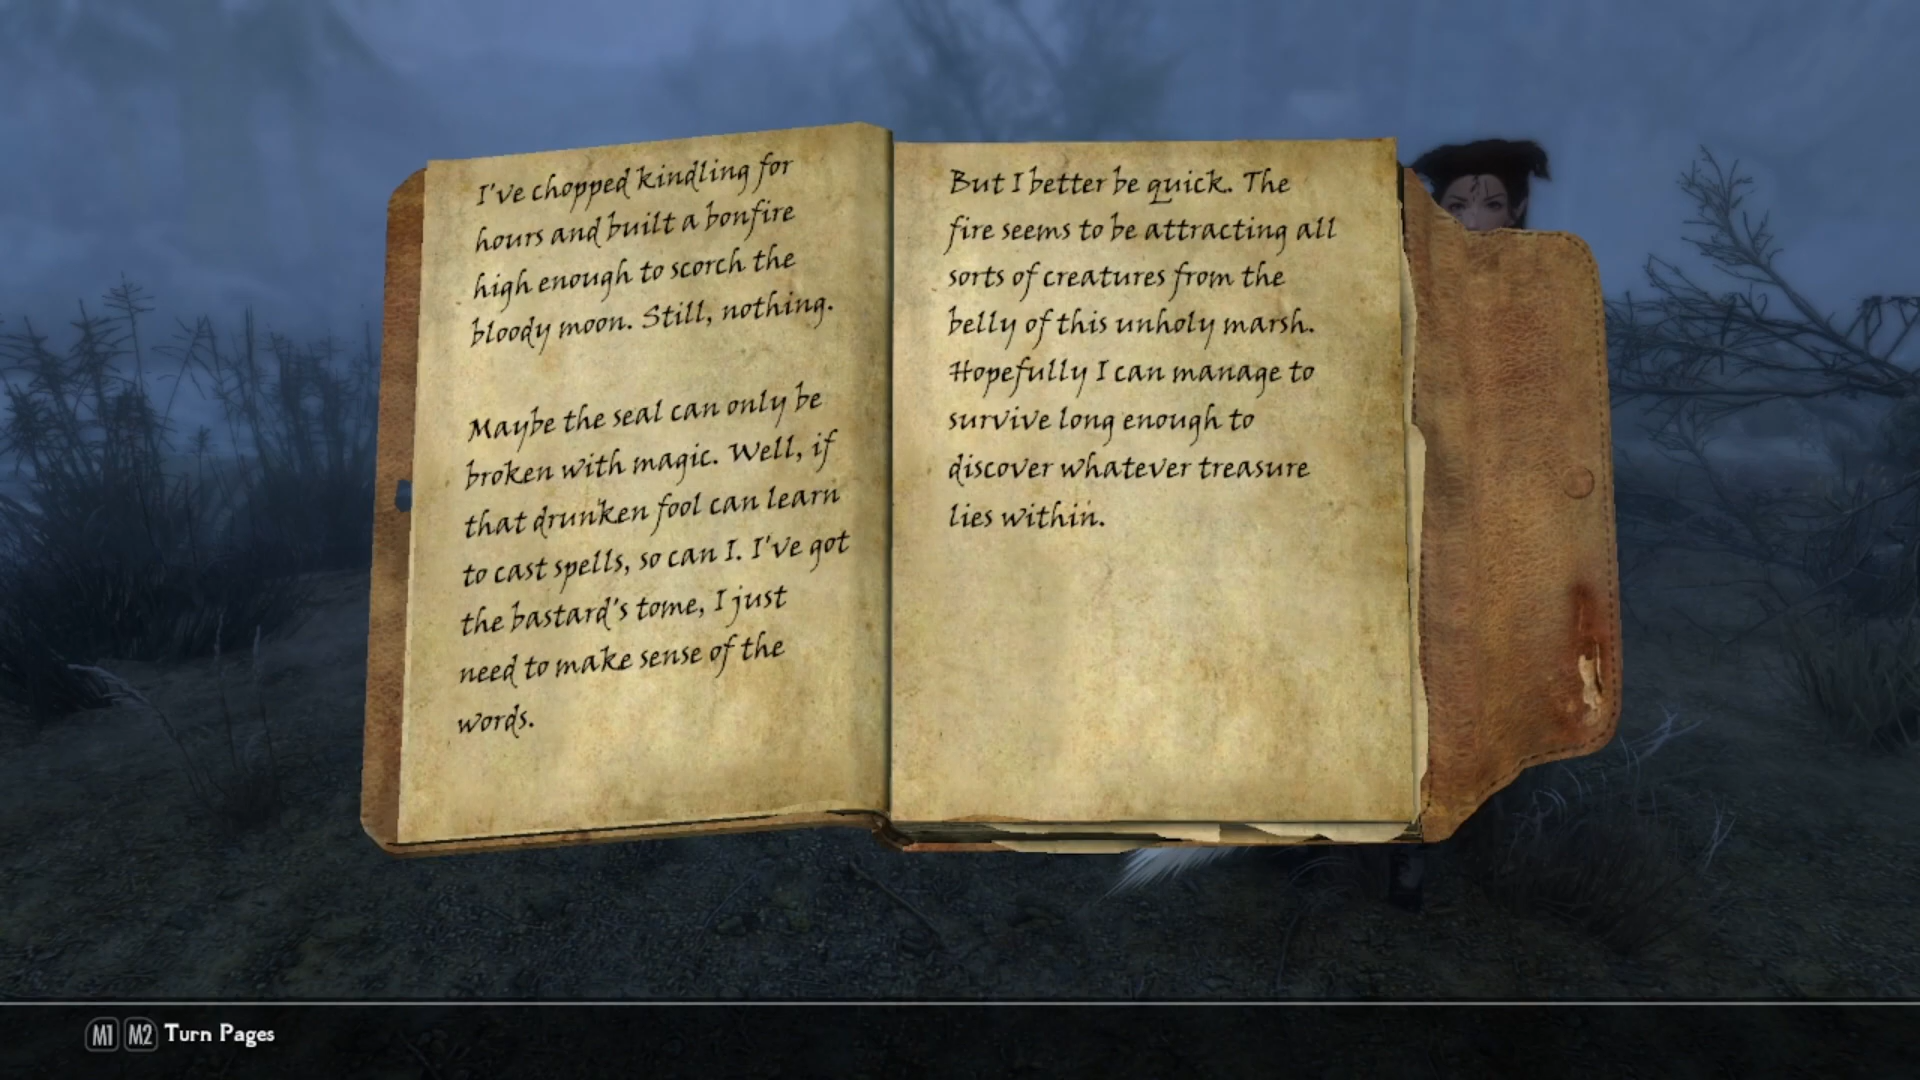 I've chopped kindling for
hours and built a bonfire
high enough to scorch the
bloody moon. Still, nothing.
Maybe the seal can only be
broken with magic. Well, if
that drunken fool can learn
to cast spells, so can I. I've got
the bastard's tome, I just
need to make sense of the
words.
But I better be quick. The
fire seems to be attracting all
sorts of creatures from the
belly of this unholy marsh.
Hopefully I can manage to
survive long enough to
discover whatever treasure
lies within.
M1 M2 Turn Pages